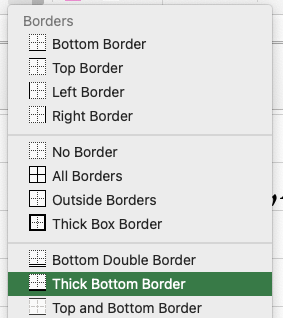 Borders
Bottom Border
Top Border
Left Border
Right Border
No Border
All Borders
Outside Borders
Thick Box Border
Bottom Double Border
Thick Bottom Border
Top and Bottom Border